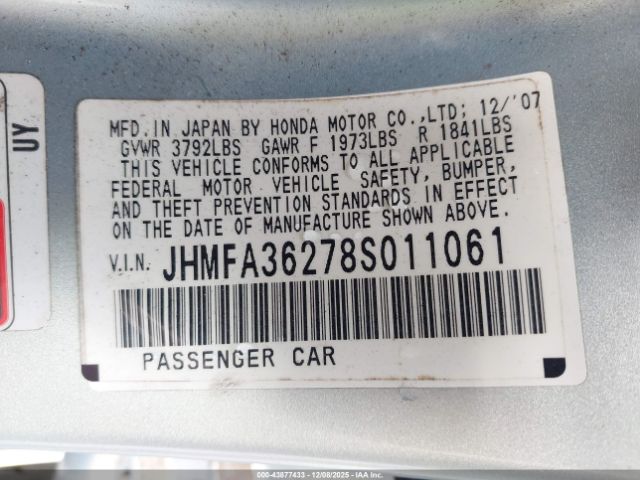 UY
MFD. IN JAPAN BY HONDA MOTOR CO.,LTD; 12/'07
GVWR 3792LBS GAWR F 1973LBS R 1841LBS
THIS VEHICLE CONFORMS TO ALL APPLICABLE
FEDERAL MOTOR VEHICLE SAFETY, BUMPER,
AND THEFT PREVENTION STANDARDS IN EFFECT
ON THE DATE OF MANUFACTURE SHOWN ABOVE.
V.I.N. JHMFA36278S011061
PASSENGER CAR
000-43877433 - 12/08/2025 - IAA Inc.